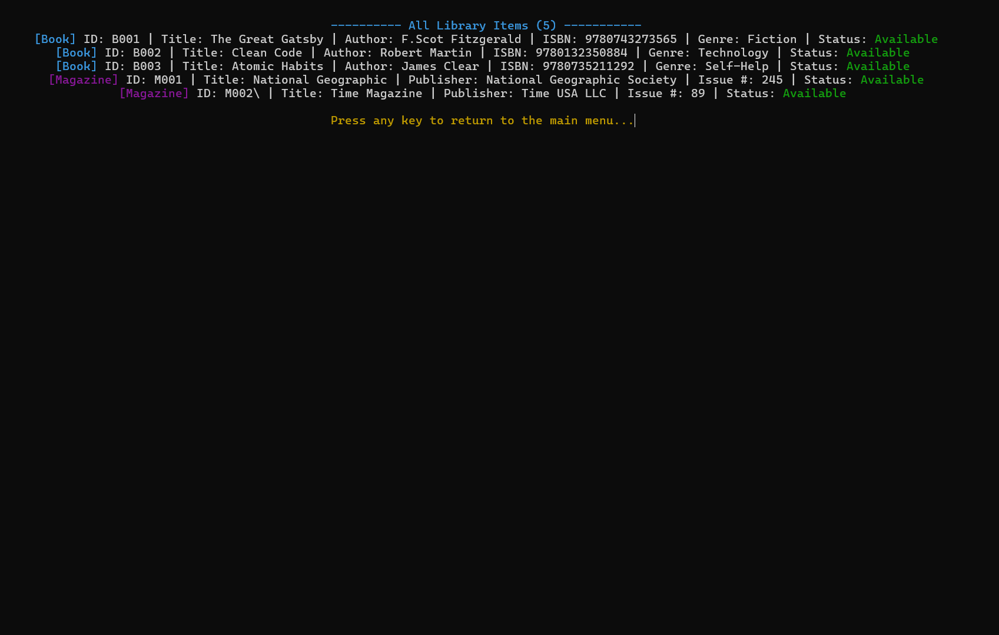 ---------- All Library Items (5) -----------
[Book] ID: B001 | Title: The Great Gatsby | Author: F.Scot Fitzgerald | ISBN: 9780743273565 | Genre: Fiction | Status: Available
[Book] ID: B002 | Title: Clean Code | Author: Robert Martin | ISBN: 9780132350884 | Genre: Technology | Status: Available
[Book] ID: B003 | Title: Atomic Habits | Author: James Clear | ISBN: 9780735211292 | Genre: Self-Help | Status: Available
[Magazine] ID: M001 | Title: National Geographic | Publisher: National Geographic Society | Issue #: 245 | Status: Available
[Magazine] ID: M002\ | Title: Time Magazine | Publisher: Time USA LLC | Issue #: 89 | Status: Available
Press any key to return to the main menu...